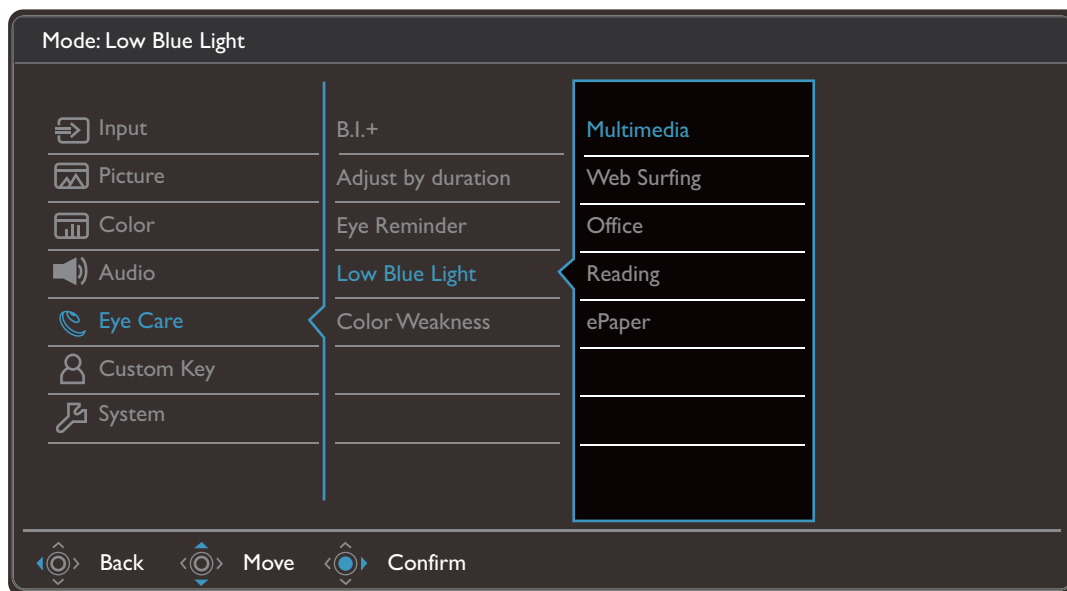 Mode: Low Blue Light
Input
Picture
Color
Audio
Eye Care
Custom Key
System
B.I.+
Adjust by duration
Eye Reminder
Low Blue Light
Color Weakness
Multimedia
Web Surfing
Office
Reading
ePaper
Back
Move
Confirm